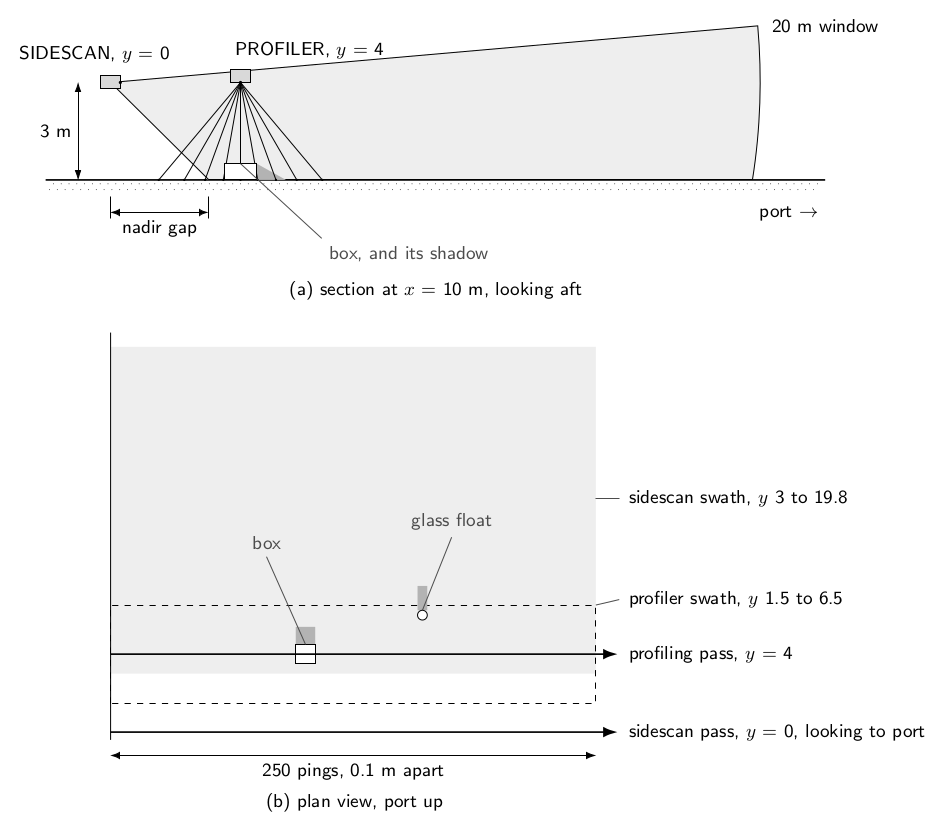 20 m window
PROFILER, y = 4
SIDESCAN, y = 0
3 m
port →
nadir gap
box, and its shadow
(a) section at x = 10 m, looking aft
sidescan swath, y 3 to 19.8
glass float
box
profiler swath, y 1.5 to 6.5
profiling pass, y = 4
sidescan pass, y = 0, looking to port
250 pings, 0.1 m apart
(b) plan view, port up